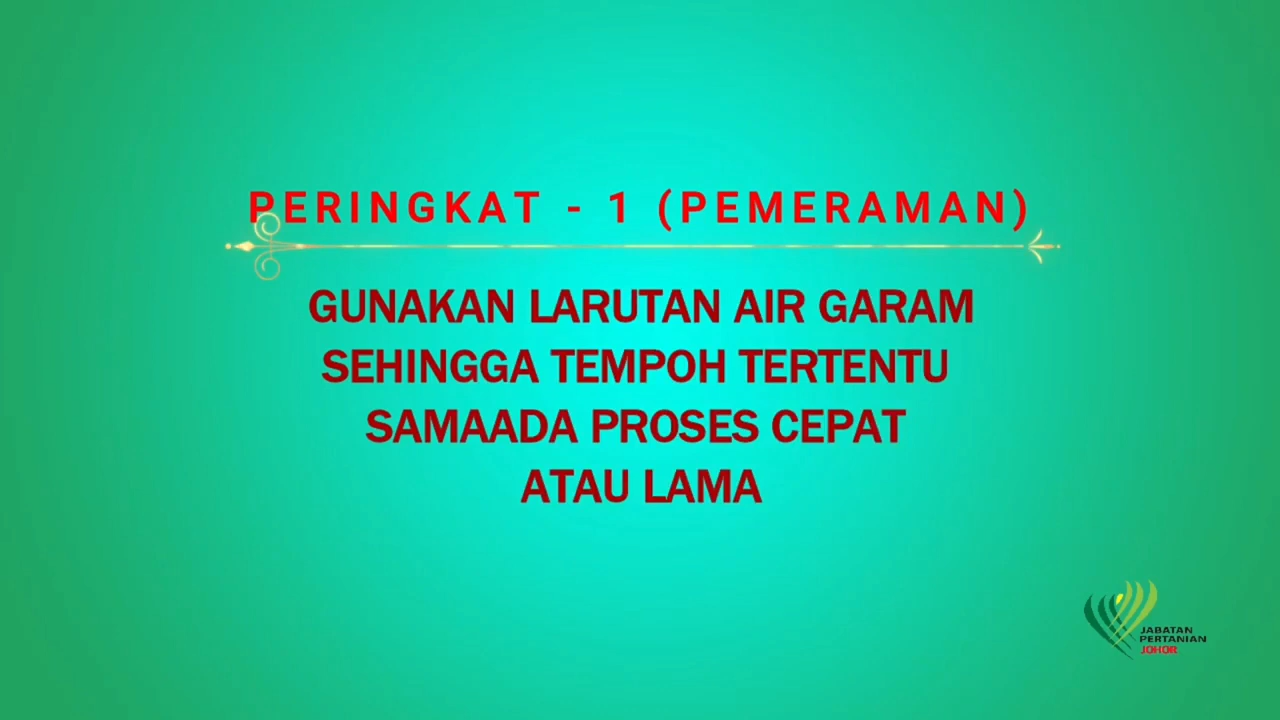 PERINGKAT - 1 (PEMERAMAN)
GUNAKAN LARUTAN AIR GARAM
SEHINGGA TEMPOH TERTENTU
SAMAADA PROSES CEPAT
ATAU LAMA
JABATAN
PERTANIAN
JOHOR